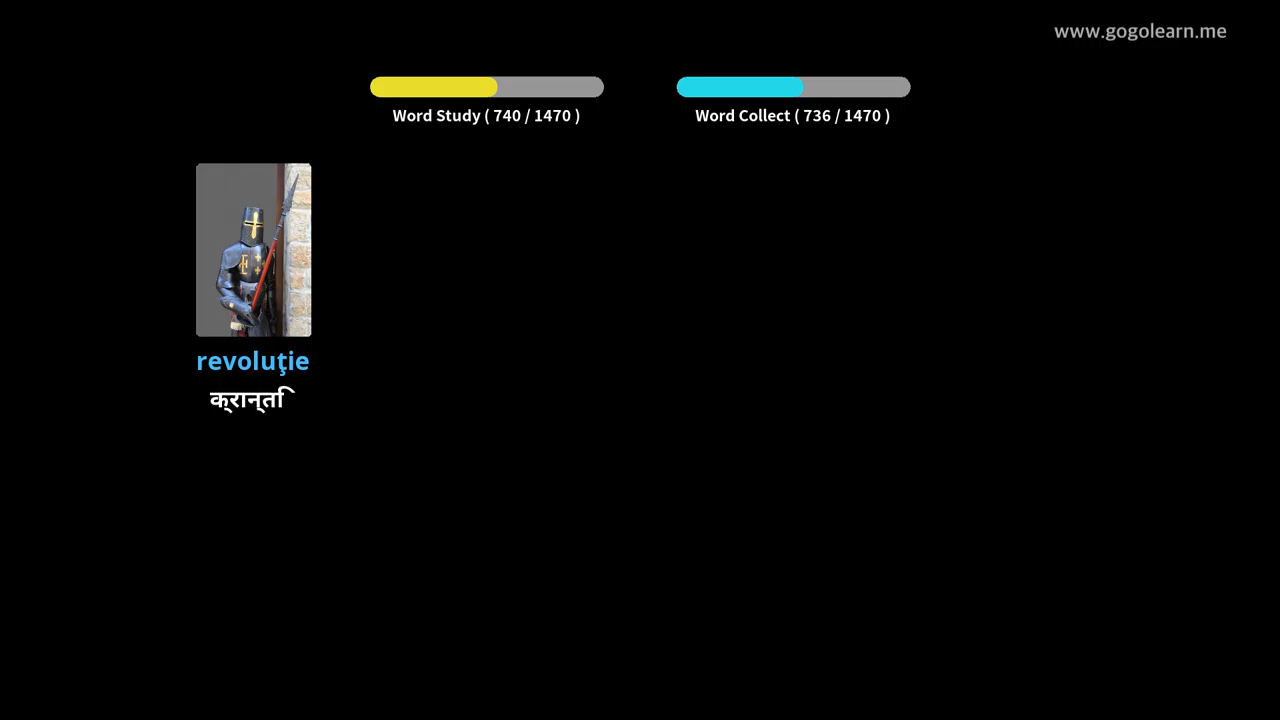 www.gogolearn.me
Word Study ( 740 / 1470 )
Word Collect ( 736 / 1470 )
revoluţie
क्रान्ति